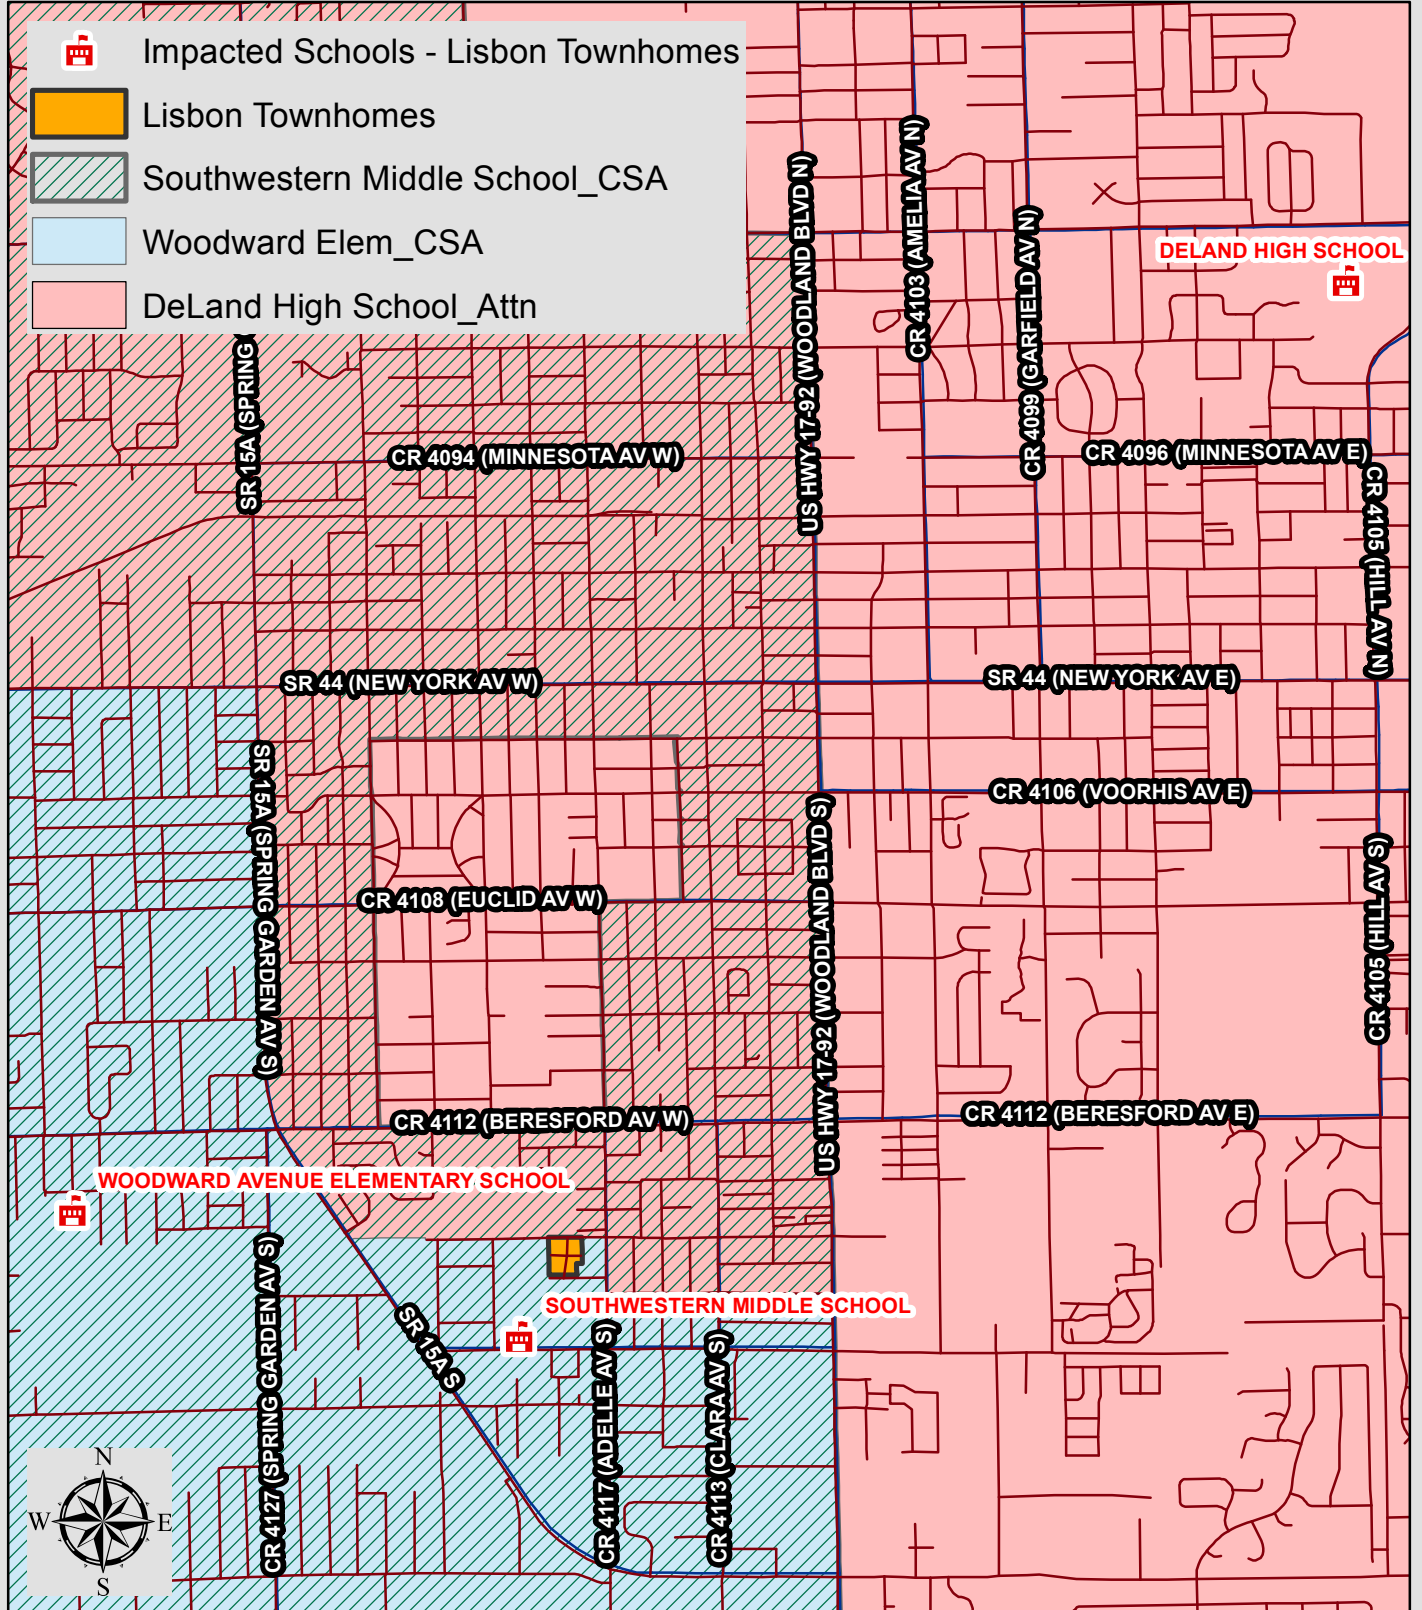 Impacted Schools - Lisbon Townhomes
Lisbon Townhomes
Southwestern Middle School_CSA
Woodward Elem_CSA
DeLand High School_Attn
US HWY 17-92 (WOODLAND BLVD N)
CR 4103 (AMELIA AV N)
CR 4099 (GARFIELD AV N)
DELAND HIGH SCHOOL
SR 15A (SPRING
CR 4094 (MINNESOTA AV W)
CR 4096 (MINNESOTA AV E)
CR 4105 (HILL AV N)
SR 44 (NEW YORK AV W)
SR 44 (NEW YORK AV E)
SR 15A (SPRING GARDEN AV S)
CR 4106 (VOORHIS AV E)
US HWY 17-92 (WOODLAND BLVD S)
CR 4105 (HILL AV S)
CR 4108 (EUCLID AV W)
CR 4112 (BERESFORD AV W)
CR 4112 (BERESFORD AV E)
WOODWARD AVENUE ELEMENTARY SCHOOL
CR 4127 (SPRING GARDEN AV S)
SOUTHWESTERN MIDDLE SCHOOL
SR 15A S
CR 4117 (ADELLE AV S)
CR 4113 (CLARA AV S)
N
W
E
S